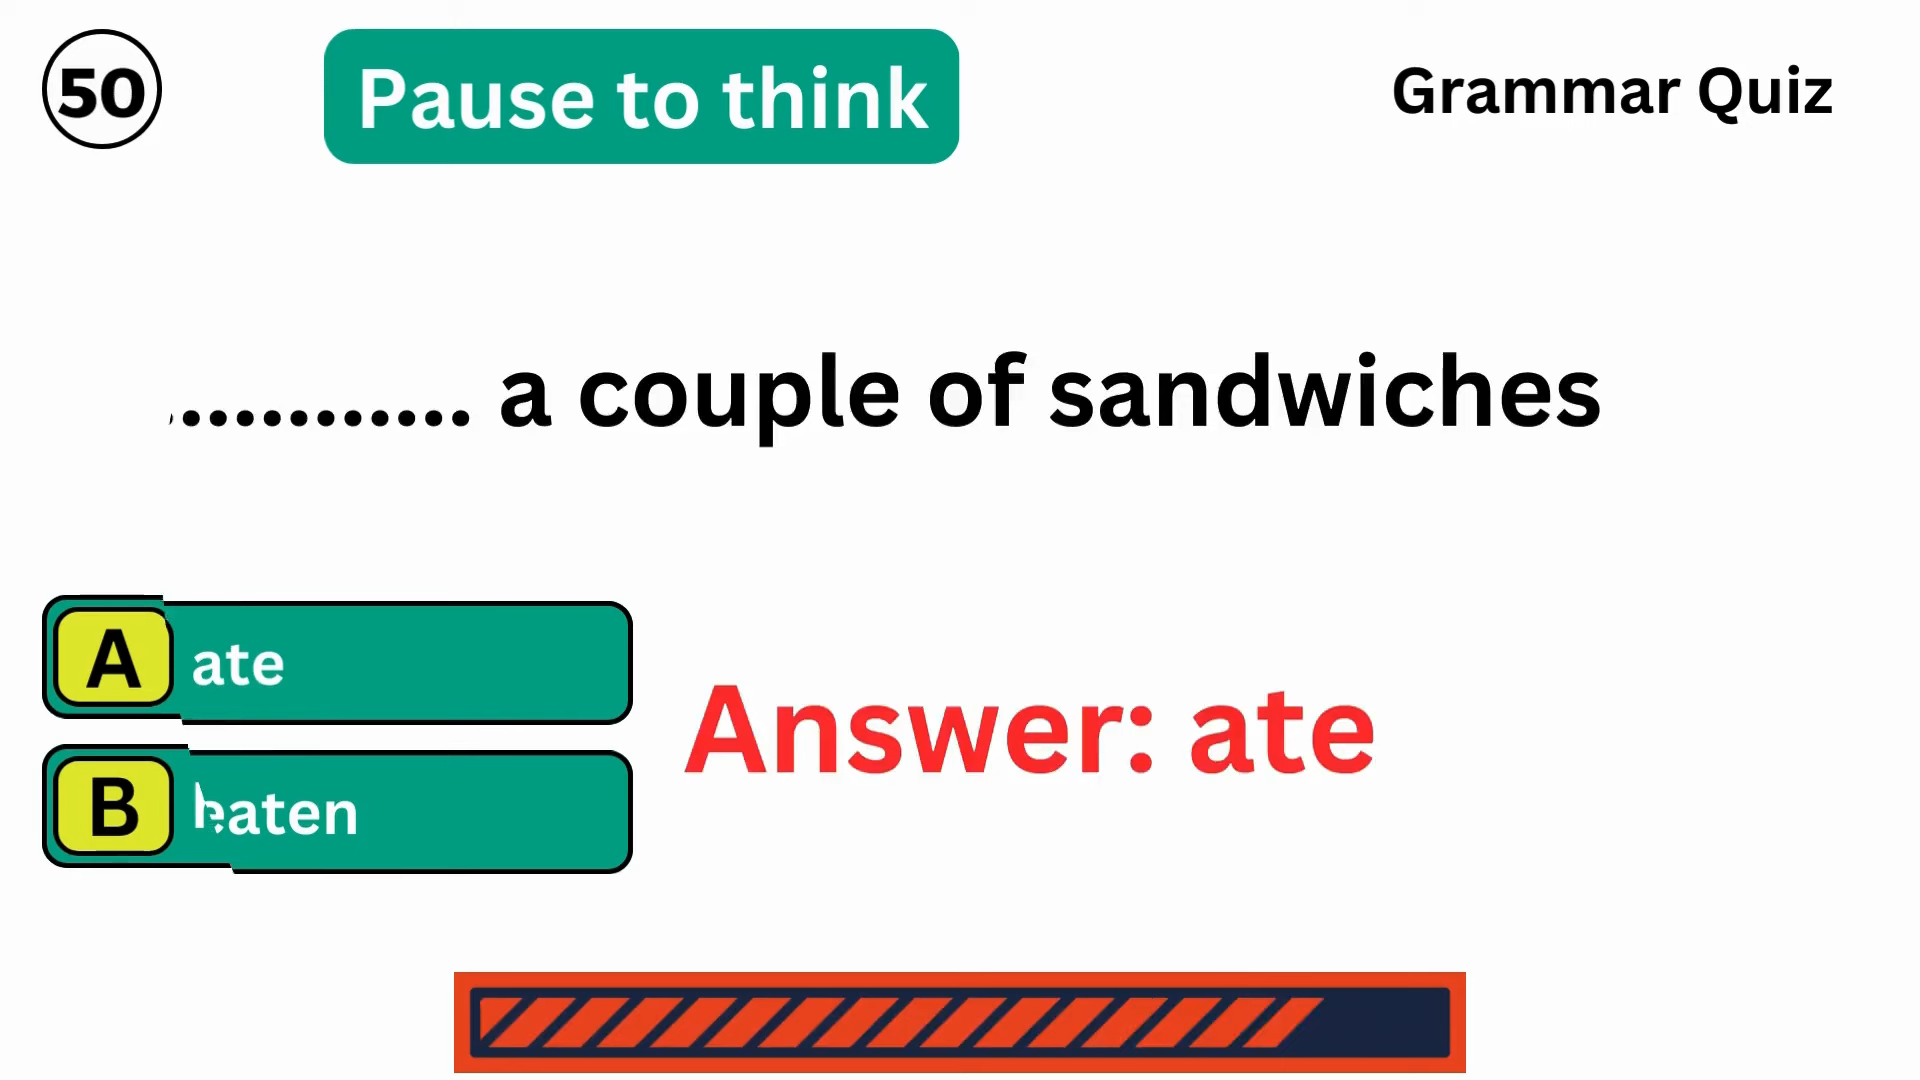 50
Pause to think
Grammar Quiz
........... a couple of sandwiches
A ate
B eaten
Answer: ate